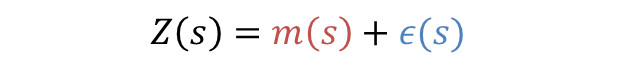 Z(s) = m(s) + ϵ(s)